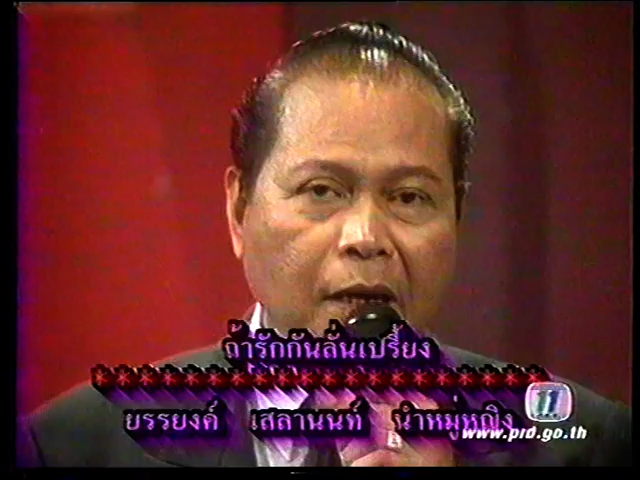 ถ้ารักกันลั่นเปรี้ยง
********************
ยรรยงค์ เสลานนท์ นำหมู่หญิง
11
www.prd.go.th